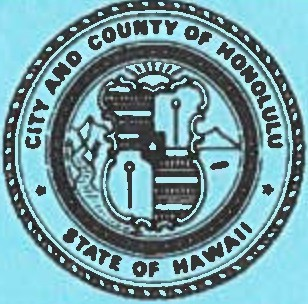 CITY AND COUNTY OF HONOLULU
STATE OF HAWAII